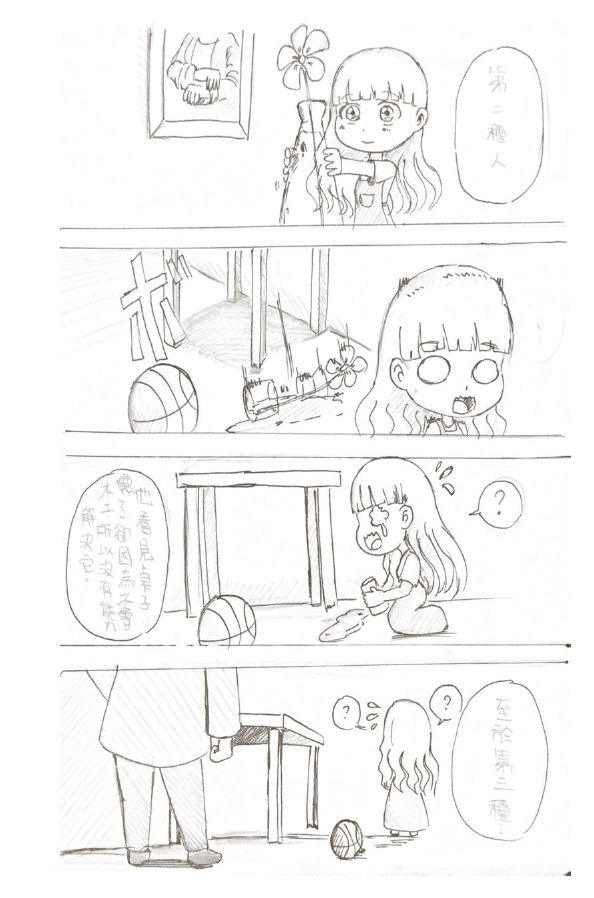 第二種人
ボ
?
他看見桌子
壞了卻因為不會
木工所以沒有能力
解決它。
?
?
至於第三種…